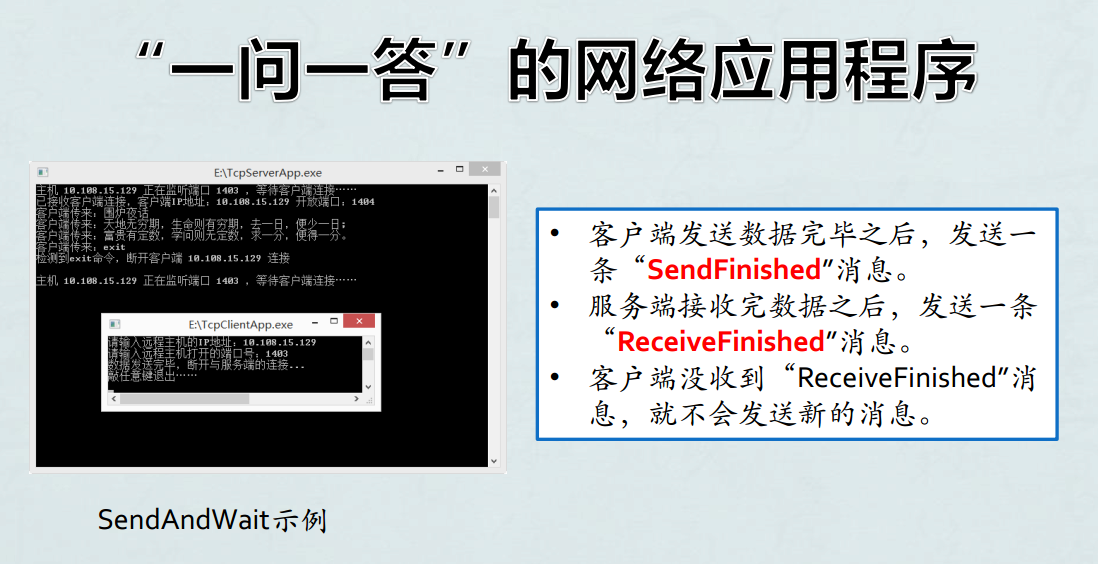 “一问一答”的网络应用程序
E:\TcpServerApp.exe
主机 10.108.15.129 正在监听端口 1403 ，等待客户端连接……
已接收客户端连接，客户端IP地址：10.108.15.129 开放端口：1404
客户端传来：围炉夜话
客户端传来：天地无穷期，生命则有穷期，去一日，便少一日；
客户端传来：富贵有定数，学问则无定数，求一分，便得一分。
客户端传来：exit
检测到exit命令，断开客户端 10.108.15.129 连接
主机 10.108.15.129 正在监听端口 1403 ，等待客户端连接……
E:\TcpClientApp.exe
请输入远程主机的IP地址：10.108.15.129
请输入远程主机打开的端口号：1403
数据发送完毕，断开与服务端的连接...
敲任意键退出……
• 客户端发送数据完毕之后，发送一
条“SendFinished”消息。
• 服务端接收完数据之后，发送一条
“ReceiveFinished”消息。
• 客户端没收到“ReceiveFinished”消
息，就不会发送新的消息。
SendAndWait示例